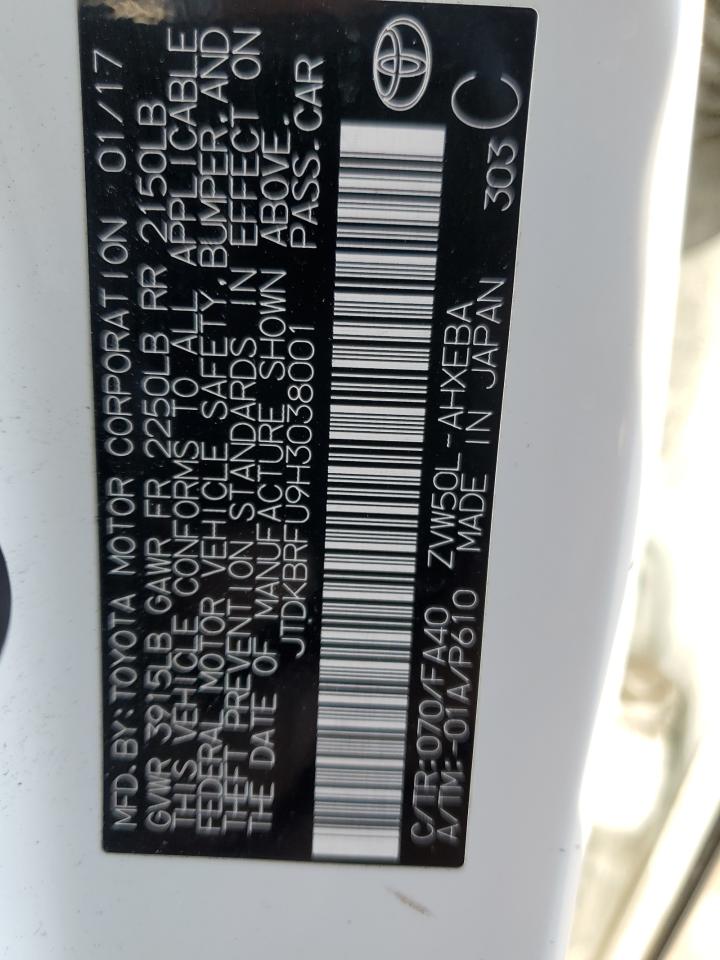 MFD. BY: TOYOTA MOTOR CORPORATION 01/17
GVWR 3915LB GAWR FR 2250LB RR 2150LB
THIS VEHICLE CONFORMS TO ALL APPLICABLE
FEDERAL MOTOR VEHICLE SAFETY, BUMPER, AND
THEFT PREVENTION STANDARDS IN EFFECT ON
THE DATE OF MANUFACTURE SHOWN ABOVE.
JTDKBRFU9H3038001 PASS. CAR
C/TR:070/FA40 ZVW50L-AHXEBA
A/TM:-01A/P610 MADE IN JAPAN 303
C